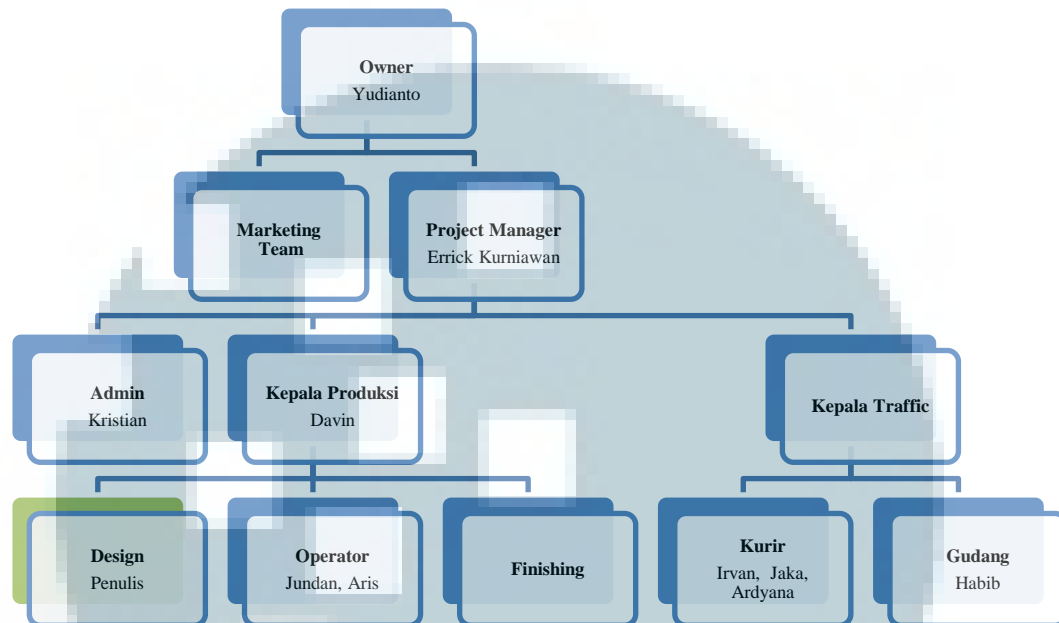 Owner
Yudianto
Marketing
Team
Project Manager
Errick Kurniawan
Admin
Kristian
Kepala Produksi
Davin
Kepala Traffic
Design
Penulis
Operator
Jundan, Aris
Finishing
Kurir
Irvan, Jaka,
Ardyana
Gudang
Habib